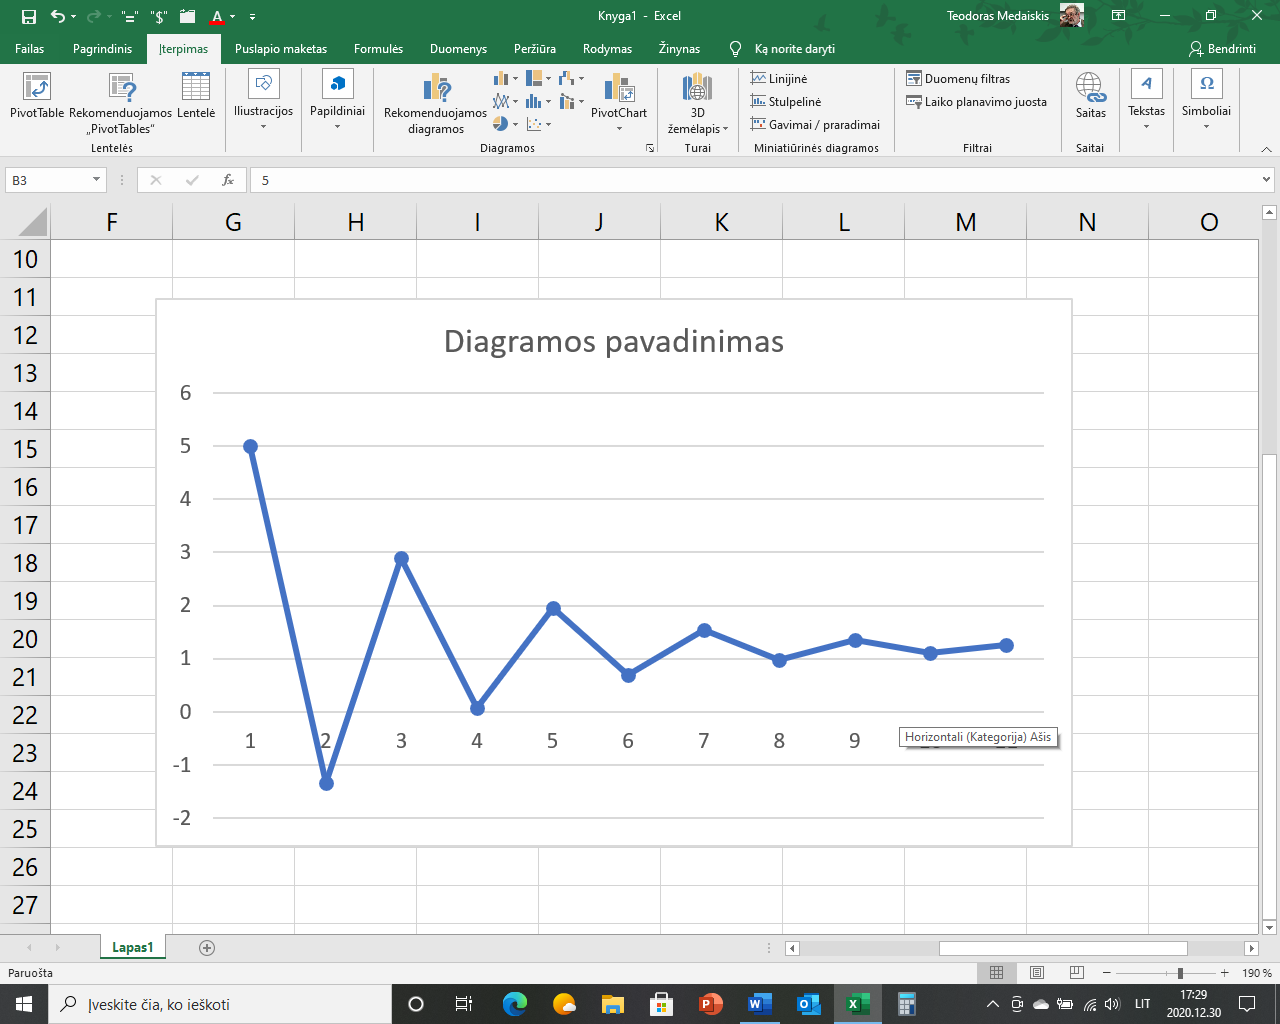 Knyga1 - Excel
Teodoras Medaiskis
Failas Pagrindinis Įterpimas Puslapio maketas Formulės Duomenys Peržiūra Rodymas Žinynas Ką norite daryti Bendrinti
PivotTable
Rekomenduojamos
„PivotTables“
Lentelė
Lentelės
Iliustracijos
Papildiniai
Rekomenduojamos
diagramos
PivotChart
Diagramos
3D
žemėlapis
Turai
Linijinė
Stulpelinė
Gavimai / praradimai
Miniatiūrinės diagramos
Duomenų filtras
Laiko planavimo juosta
Filtrai
Saitas
Saitai
Tekstas
Simboliai
B3 fx 5
F G H I J K L M N O
10
11
12
13
14
15
16
17
18
19
20
21
22
23
24
25
26
27
Diagramos pavadinimas
6
5
4
3
2
1
0
-1
-2
1 2 3 4 5 6 7 8 9
Horizontali (Kategorija) Ašis
Lapas1
Paruošta
190 %
Įveskite čia, ko ieškoti
LIT
17:29
2020.12.30